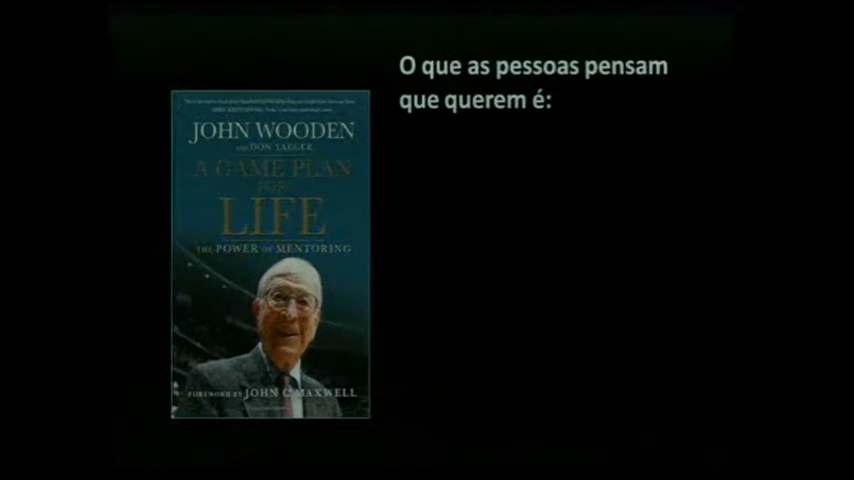 O que as pessoas pensam
que querem é:
JOHN WOODEN
AND DON YAEGER
A GAME PLAN
FOR
LIFE
THE POWER OF MENTORING
FOREWORD BY JOHN C. MAXWELL